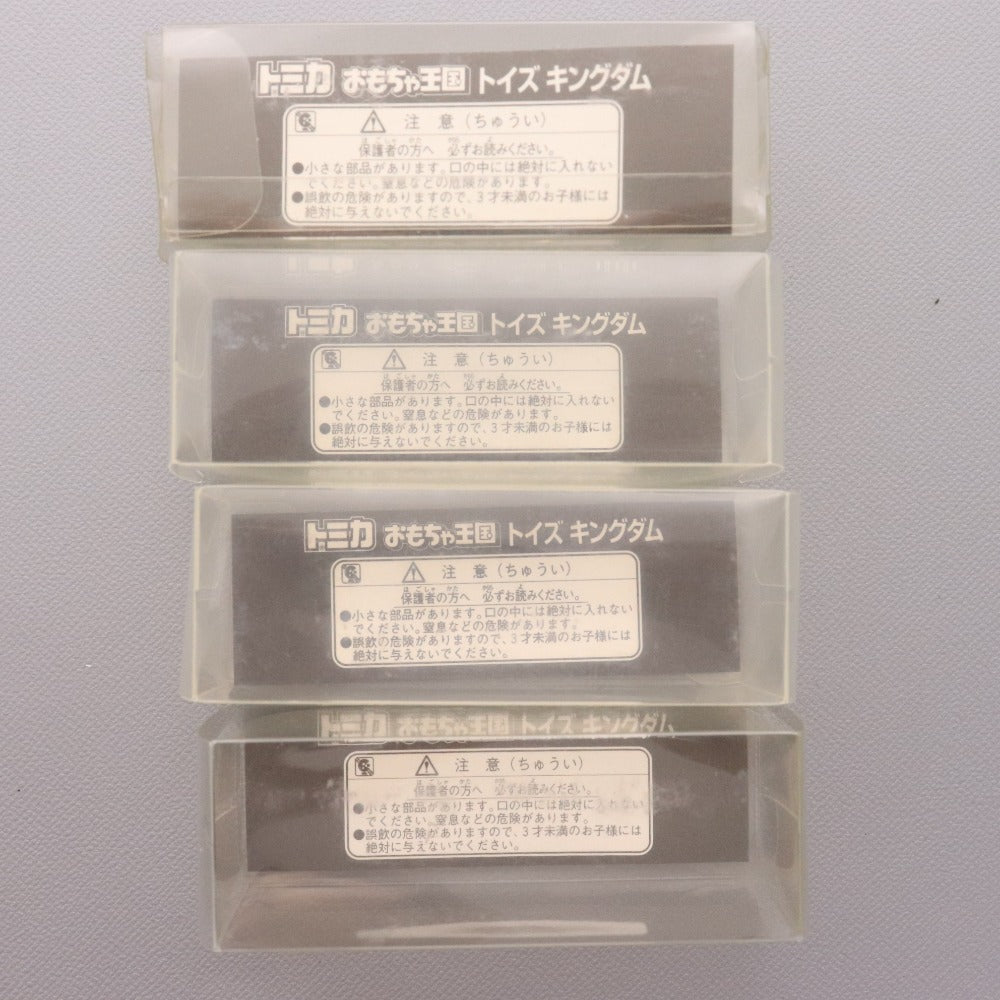 トミカ おもちゃ王国 トイズ キングダム
注 意 (ちゅうい)
保護者の方へ 必ずお読みください。
●小さな部品があります。口の中には絶対に入れない
でください。窒息などの危険があります。
●誤飲の危険がありますので、3才未満のお子様には
絶対に与えないでください。
トミカ おもちゃ王国 トイズ キングダム
注 意 (ちゅうい)
保護者の方へ 必ずお読みください。
●小さな部品があります。口の中には絶対に入れない
でください。窒息などの危険があります。
●誤飲の危険がありますので、3才未満のお子様には
絶対に与えないでください。
トミカ おもちゃ王国 トイズ キングダム
注 意 (ちゅうい)
保護者の方へ 必ずお読みください。
●小さな部品があります。口の中には絶対に入れない
でください。窒息などの危険があります。
●誤飲の危険がありますので、3才未満のお子様には
絶対に与えないでください。
トミカ おもちゃ王国 トイズ キングダム
注 意 (ちゅうい)
保護者の方へ 必ずお読みください。
●小さな部品があります。口の中には絶対に入れない
でください。窒息などの危険があります。
●誤飲の危険がありますので、3才未満のお子様には
絶対に与えないでください。